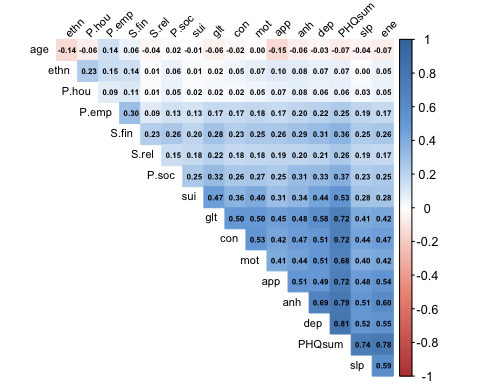 ethn P.hou P.emp S.fin S.rel P.soc sui glt con mot app anh dep PHQsum slp ene
age -0.14 -0.06 0.14 0.06 -0.04 0.02 -0.01 -0.06 -0.02 0.00 -0.15 -0.06 -0.03 -0.07 -0.04 -0.07
ethn 0.23 0.15 0.14 0.01 0.06 0.01 0.02 0.05 0.07 0.10 0.08 0.07 0.07 0.00 0.05
P.hou 0.09 0.11 0.01 0.05 0.02 0.02 0.02 0.05 0.07 0.08 0.06 0.06 0.03 0.05
P.emp 0.30 0.09 0.13 0.13 0.17 0.17 0.18 0.17 0.20 0.22 0.25 0.19 0.17
S.fin 0.23 0.26 0.20 0.28 0.23 0.25 0.26 0.29 0.31 0.36 0.25 0.26
S.rel 0.15 0.18 0.22 0.18 0.18 0.19 0.20 0.21 0.26 0.19 0.17
P.soc 0.25 0.32 0.26 0.27 0.25 0.31 0.33 0.37 0.23 0.25
sui 0.47 0.36 0.40 0.31 0.34 0.44 0.53 0.28 0.28
glt 0.50 0.50 0.45 0.48 0.58 0.72 0.41 0.42
con 0.53 0.42 0.47 0.51 0.72 0.44 0.47
mot 0.41 0.44 0.51 0.68 0.40 0.42
app 0.51 0.49 0.72 0.48 0.54
anh 0.69 0.79 0.51 0.60
dep 0.81 0.52 0.55
PHQsum 0.74 0.78
slp 0.59
1
0.8
0.6
0.4
0.2
0
-0.2
-0.4
-0.6
-0.8
-1